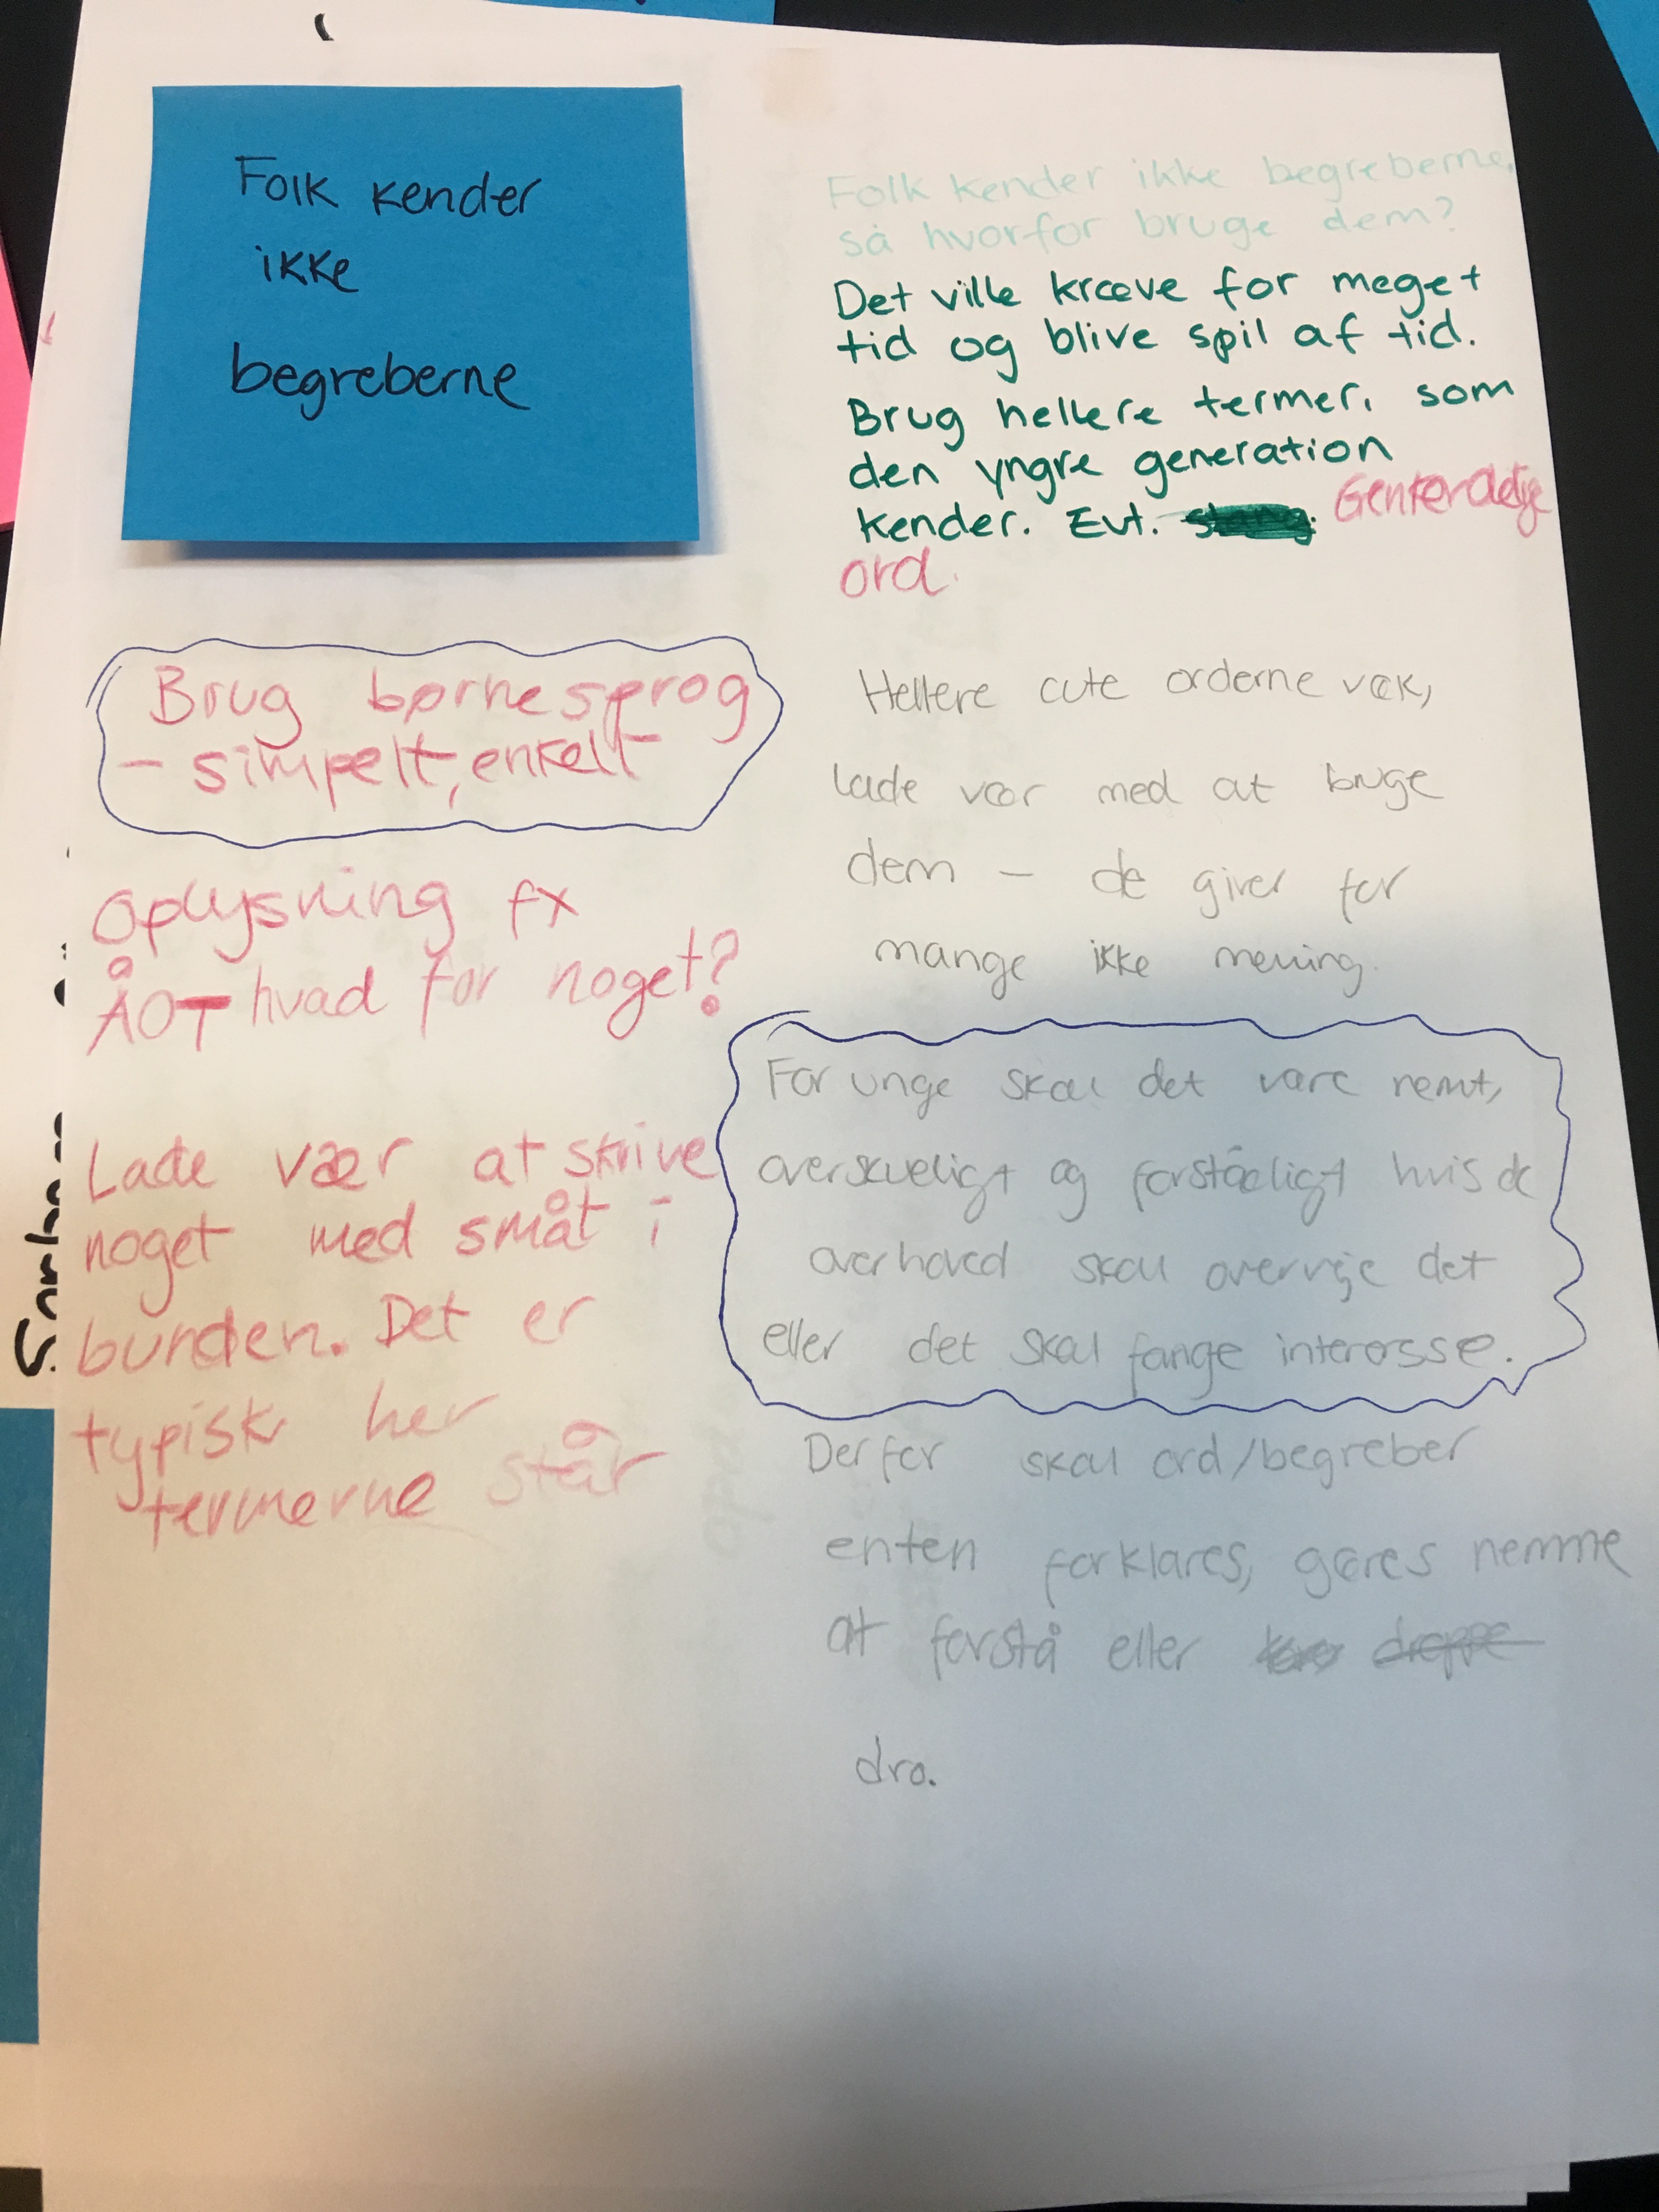 Folk kender
ikke
begreberne
Folk kender ikke begreberne,
så hvorfor bruge dem?
Det ville kræve for meget
tid og blive spil af tid.
Brug hellere termer, som
den yngre generation
kender. Evt.
ord.
Brug børnesprog
- simpelt, enkelt
Oplysning fx
ÅOT hvad for noget?
Lade vær at skrive
noget med småt i
bunden. Det er
typisk her
termerne står
Hellere cute orderne væk,
lade vær med at bruge
dem - de giver for
mange ikke mening.
For unge skal det være nemt,
overskueligt og forståeligt hvis de
overhoved skal overveje det
eller det skal fange interesse.
Derfor skal ord/begreber
enten forklares, gøres nemme
at forstå eller droppe
dro.